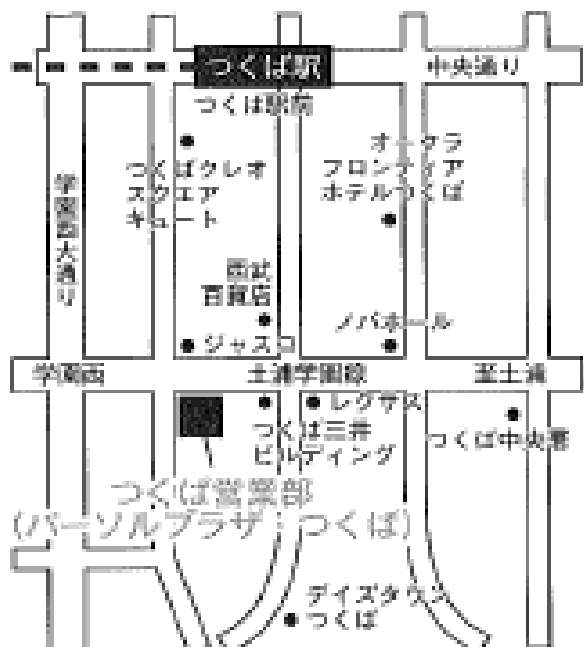 つくば駅
中央通り
つくば駅前
オークラ
フロンティア
ホテルつくば
つくばクレオ
スクエア
キュート
学園西大通り
西武
百貨店
ノバホール
ジャスコ
学園西
土浦学園線
至土浦
レクサス
つくば三井
ビルディング
つくば中央署
つくば営業部
(パーソルプラザ・つくば)
デイズタウン
つくば